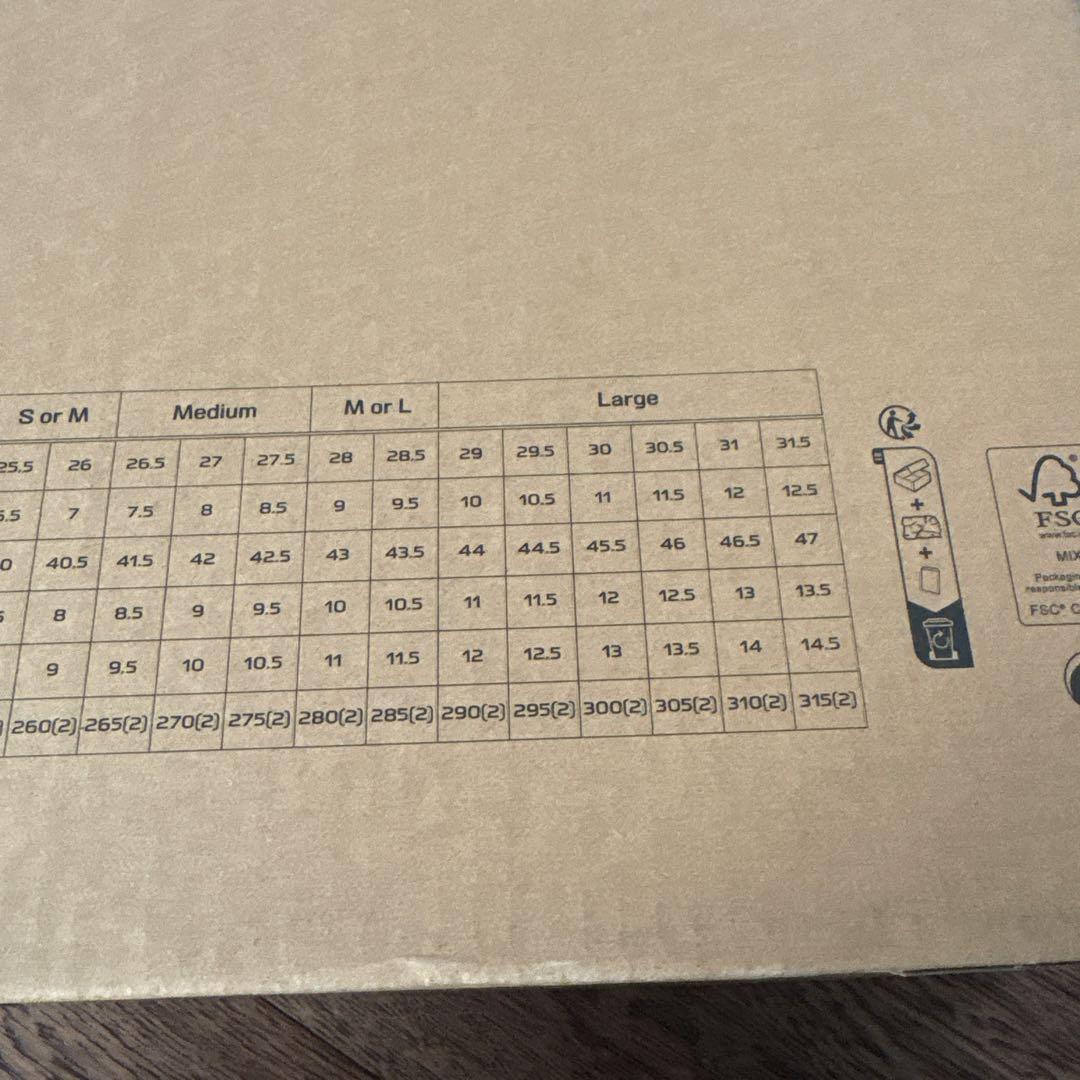 S or M Medium M or L Large
25.5 26 26.5 27 27.5 28 28.5 29 29.5 30 30.5 31 31.5
7 7.5 8 8.5 9 9.5 10 10.5 11 11.5 12 12.5
40.5 41.5 42 42.5 43 43.5 44 44.5 45.5 46 46.5 47
8 8.5 9 9.5 10 10.5 11 11.5 12 12.5 13 13.5
9 9.5 10 10.5 11 11.5 12 12.5 13 13.5 14 14.5
260(2) 265(2) 270(2) 275(2) 280(2) 285(2) 290(2) 295(2) 300(2) 305(2) 310(2) 315(2)
+
+
FSC
MIX
FSC®